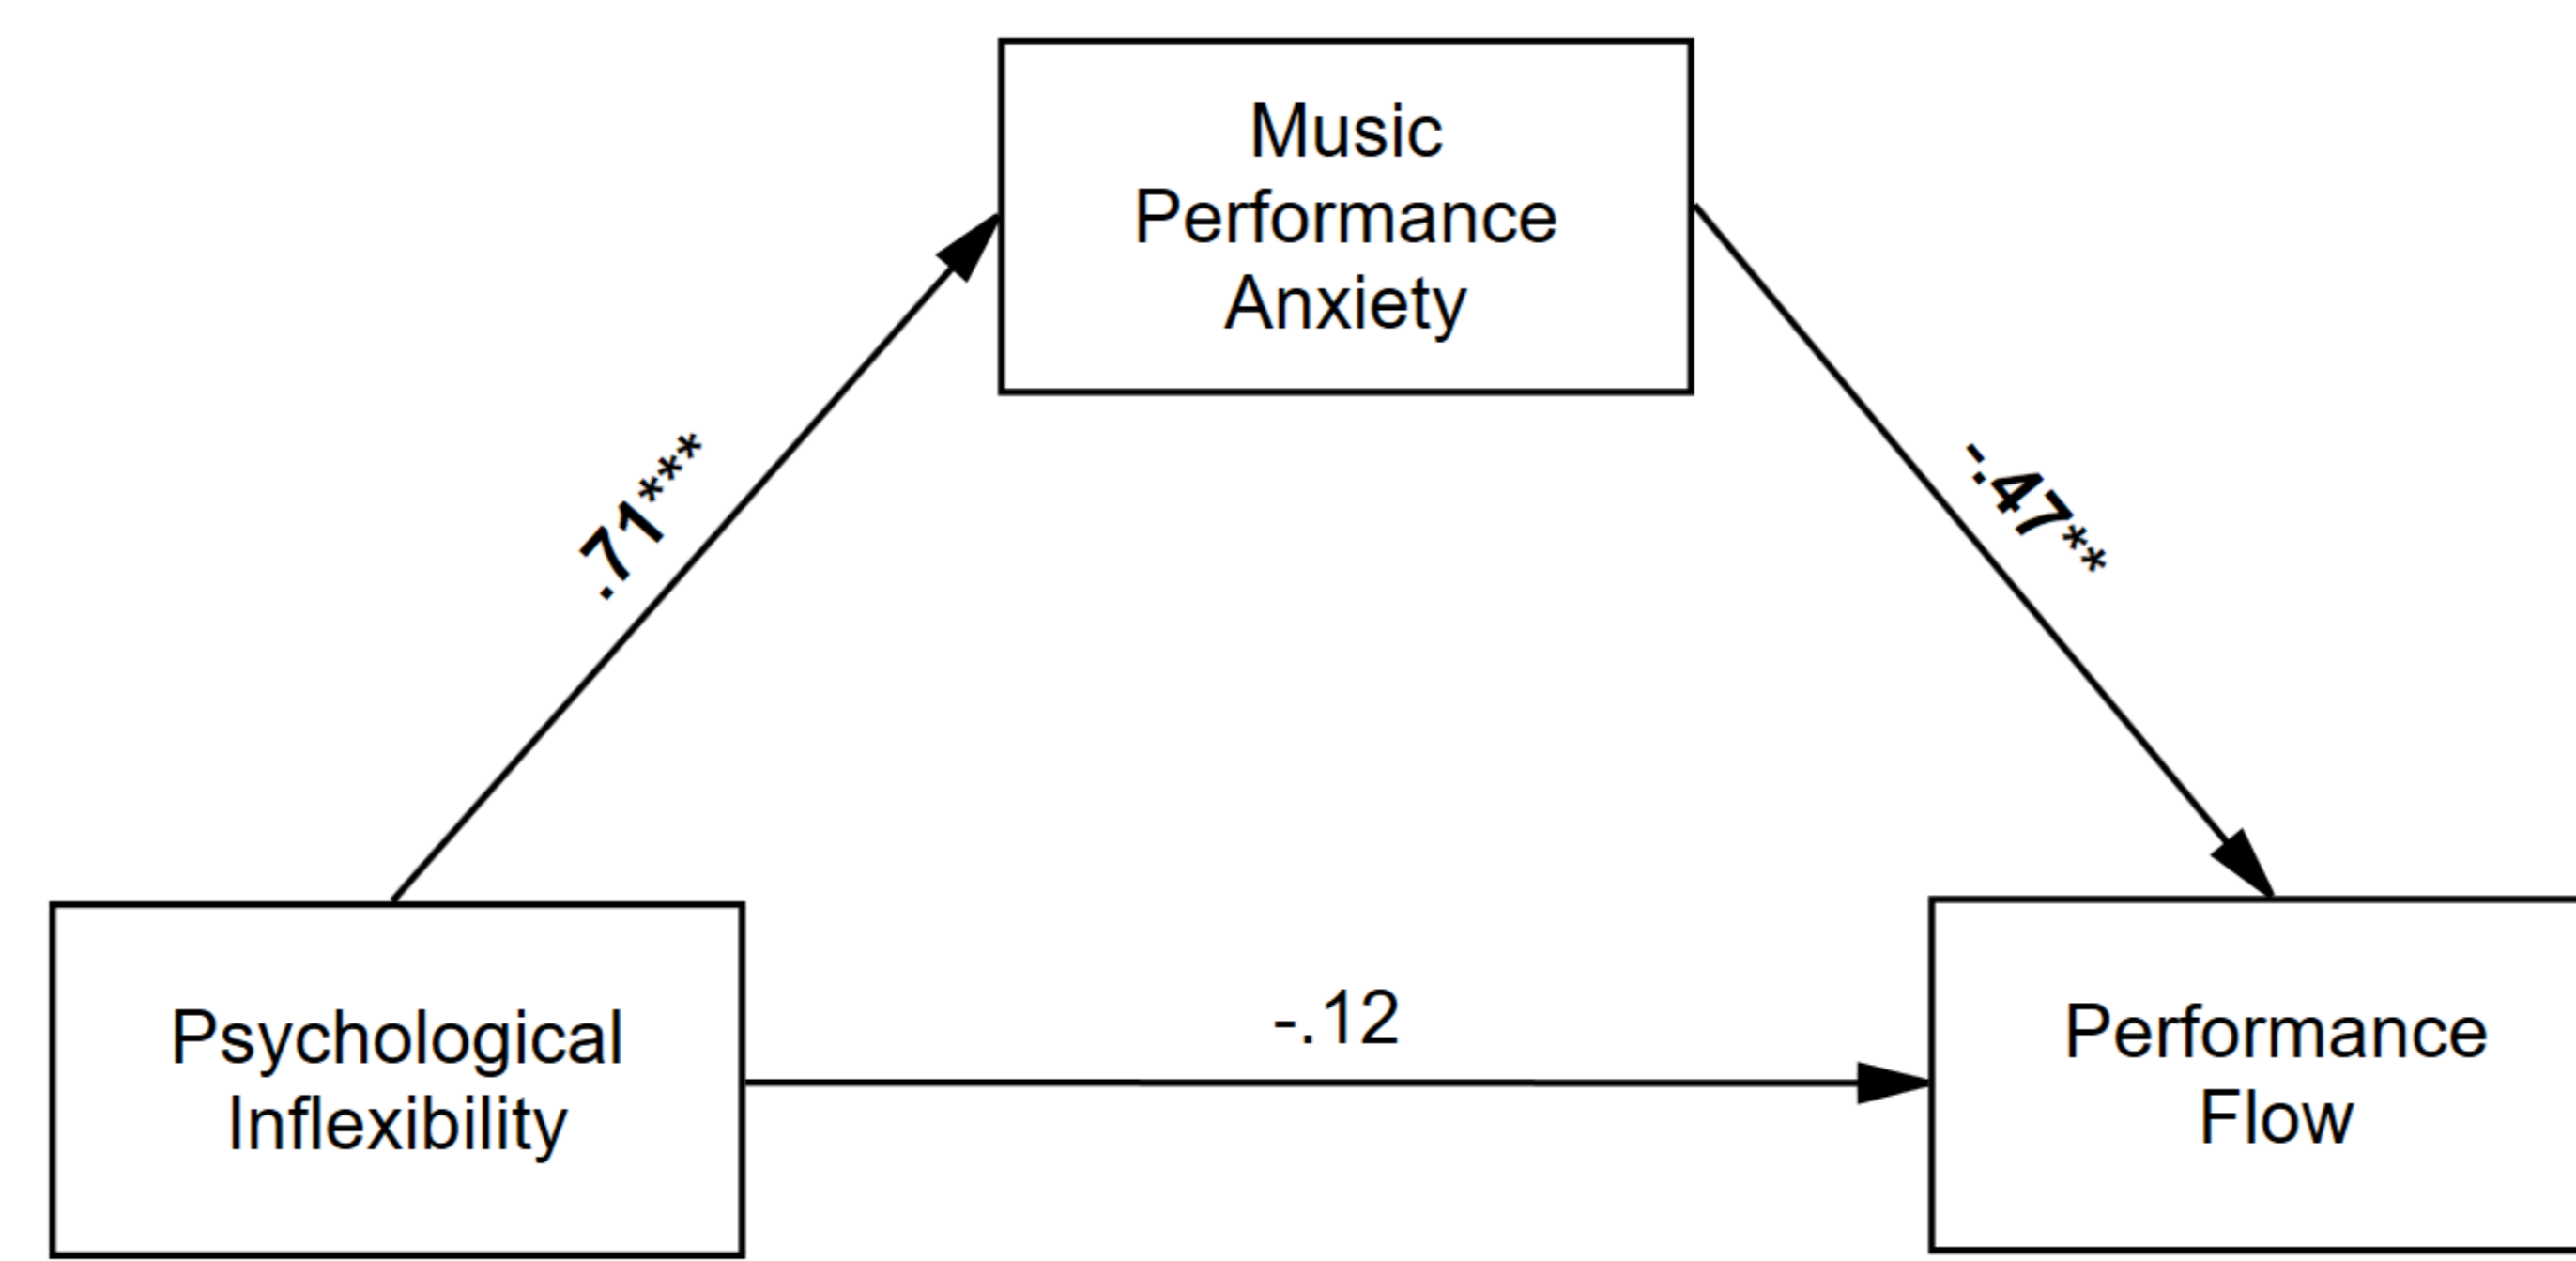 Music
Performance
Anxiety
.71***
-.47**
Psychological
Inflexibility
-.12
Performance
Flow